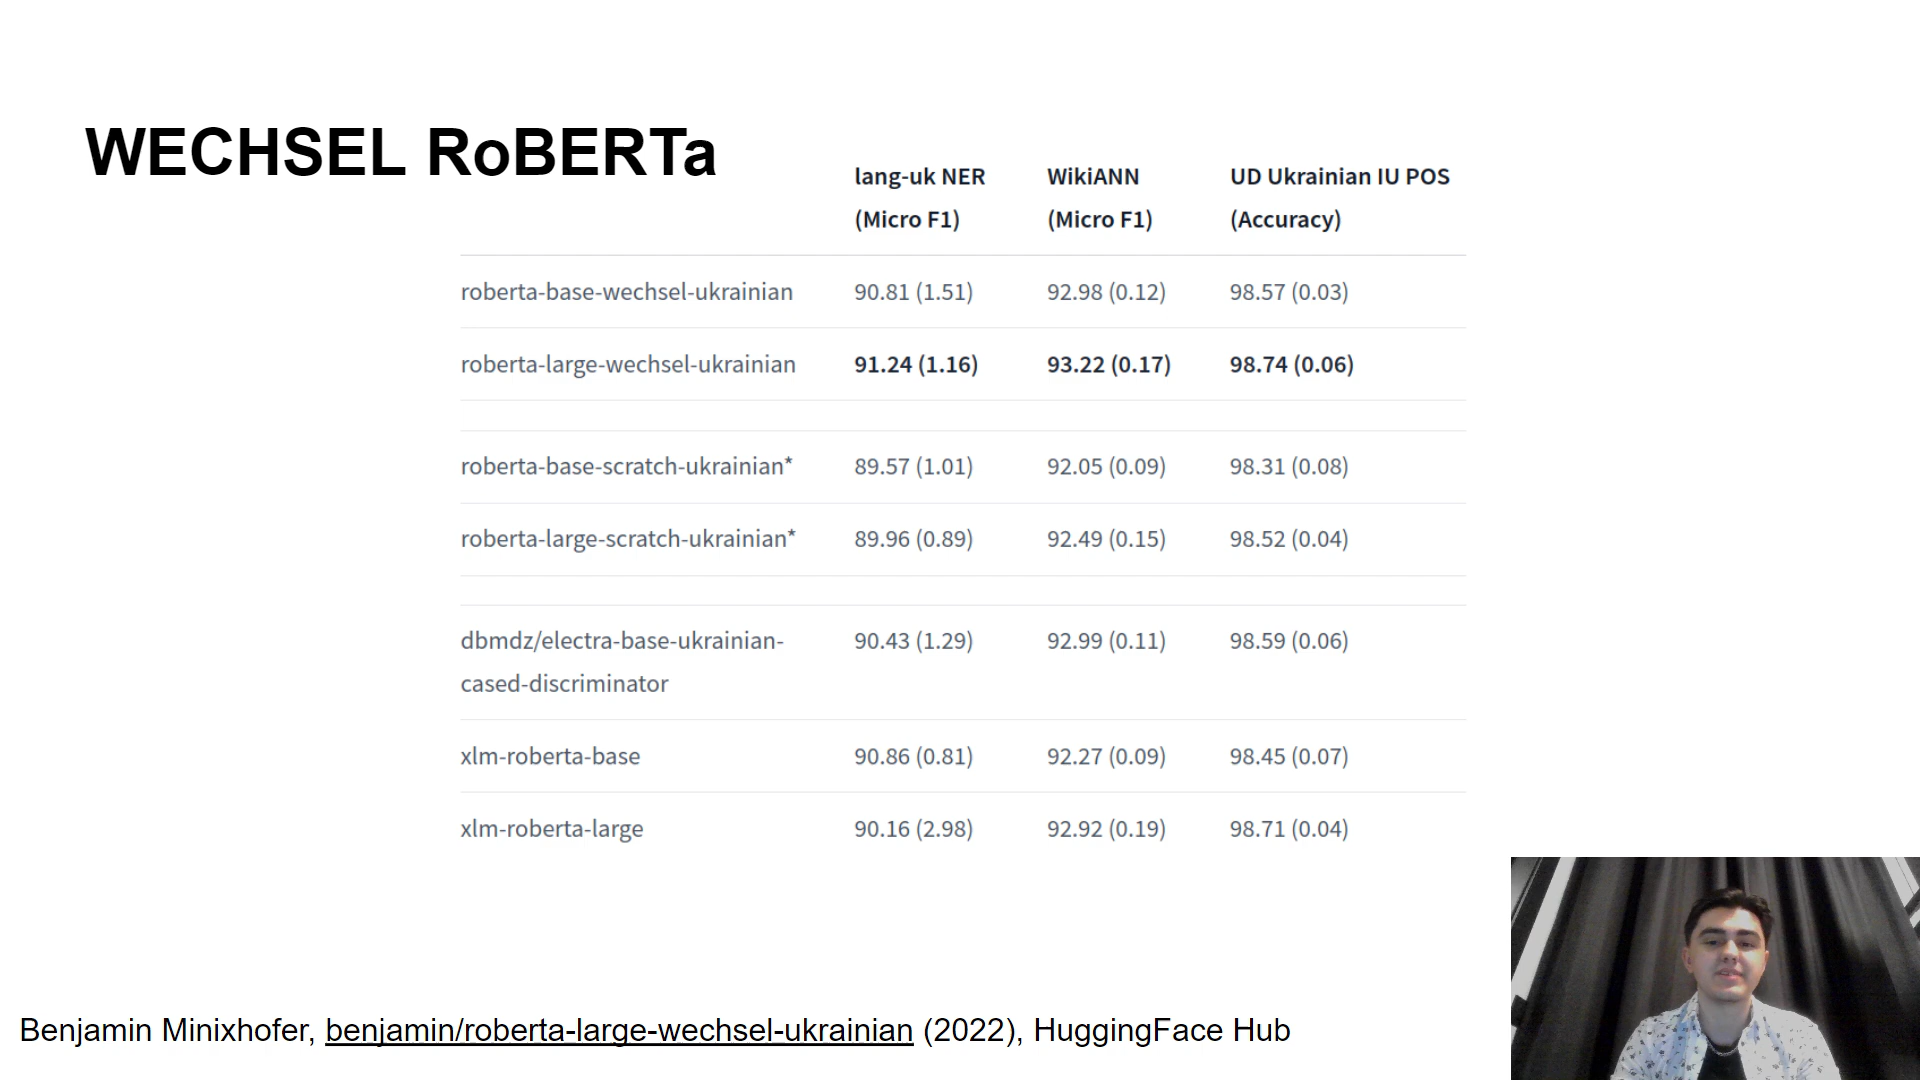 WECHSEL RoBERTa
lang-uk NER WikiANN UD Ukrainian IU POS
(Micro F1) (Micro F1) (Accuracy)
roberta-base-wechsel-ukrainian 90.81 (1.51) 92.98 (0.12) 98.57 (0.03)
roberta-large-wechsel-ukrainian 91.24 (1.16) 93.22 (0.17) 98.74 (0.06)
roberta-base-scratch-ukrainian* 89.57 (1.01) 92.05 (0.09) 98.31 (0.08)
roberta-large-scratch-ukrainian* 89.96 (0.89) 92.49 (0.15) 98.52 (0.04)
dbmdz/electra-base-ukrainian- 90.43 (1.29) 92.99 (0.11) 98.59 (0.06)
cased-discriminator
xlm-roberta-base 90.86 (0.81) 92.27 (0.09) 98.45 (0.07)
xlm-roberta-large 90.16 (2.98) 92.92 (0.19) 98.71 (0.04)
Benjamin Minixhofer, benjamin/roberta-large-wechsel-ukrainian (2022), HuggingFace Hub